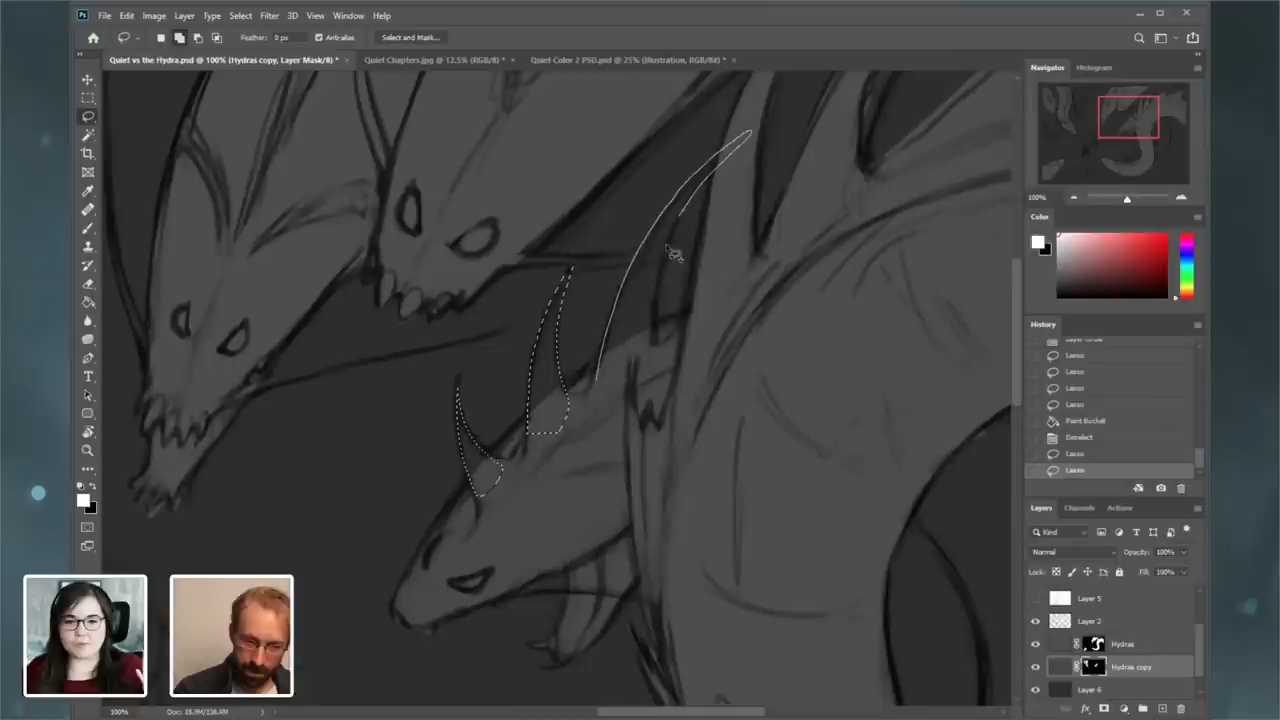 Ps File Edit Image Layer Type Select Filter 3D View Window Help
Feather: 0 px Anti-alias Select and Mask...
Quiet vs the Hydra.psd @ 100% (Hydras copy, Layer Mask/8) * × Quiet Chapters.jpg @ 12.5% (RGB/8) * × Quiet Color 2 PSD.psd @ 25% (Illustration, RGB/8#) * ×
Navigator Histogram
100%
Color
History
Lasso
Lasso
Lasso
Lasso
Paint Bucket
Deselect
Lasso
Lasso
Layers Channels Actions
Kind
Normal Opacity: 100%
Lock: Fill: 100%
Layer 5
Layer 2
Hydras
Hydras copy
Layer 6
100%